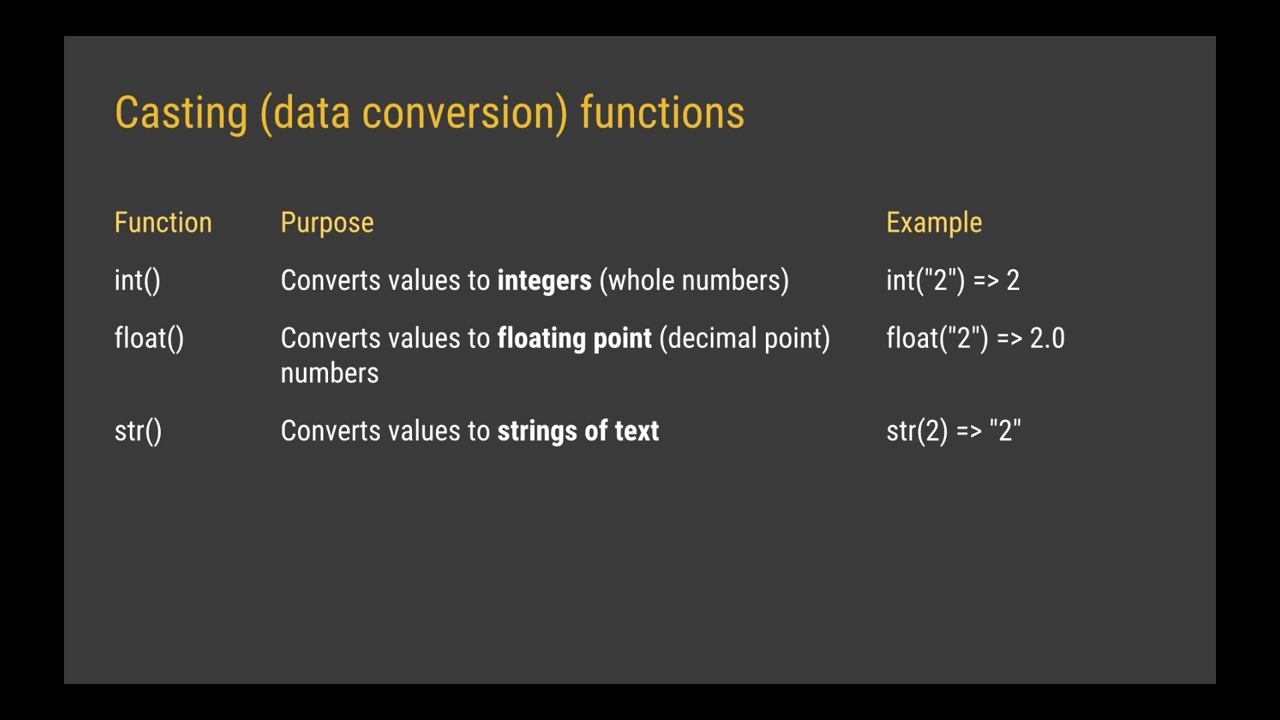 Casting (data conversion) functions
Function Purpose Example
int() Converts values to integers (whole numbers) int("2") => 2
float() Converts values to floating point (decimal point) float("2") => 2.0
numbers
str() Converts values to strings of text str(2) => "2"